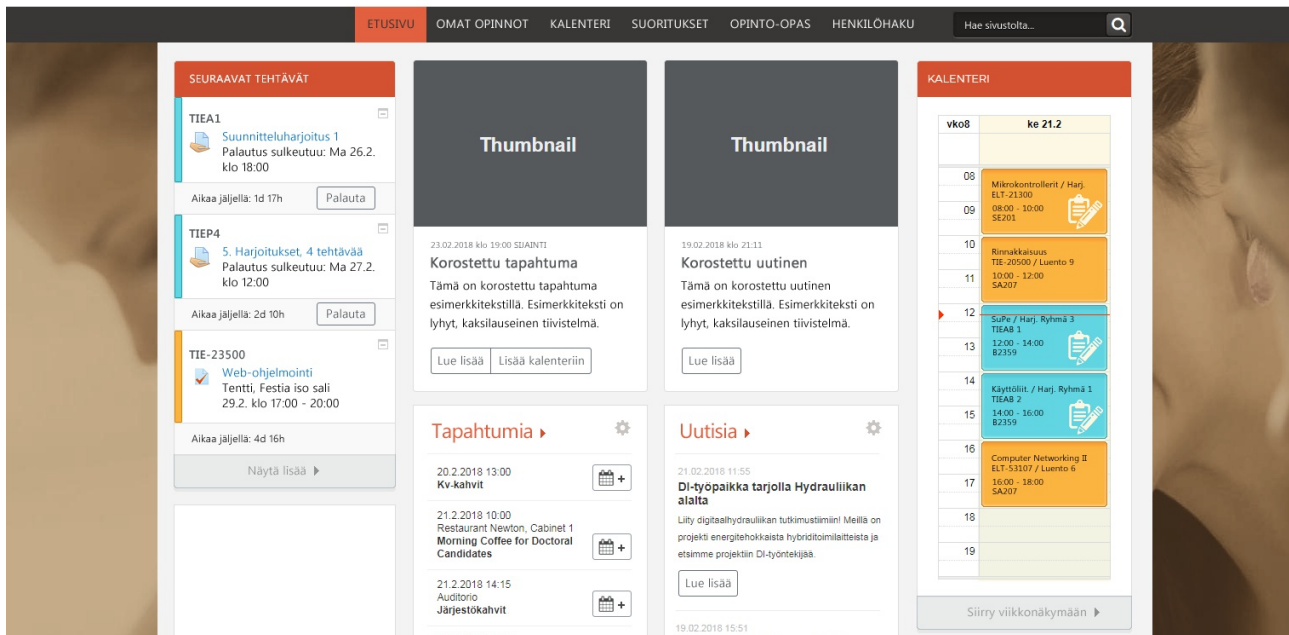 ETUSIVU OMAT OPINNOT KALENTERI SUORITUKSET OPINTO-OPAS HENKILÖHAKU Hae sivustolta...
SEURAAVAT TEHTÄVÄT
TIEA1
Suunnitteluharjoitus 1
Palautus sulkeutuu: Ma 26.2.
klo 18:00
Aikaa jäljellä: 1d 17h Palauta
TIEP4
5. Harjoitukset, 4 tehtävää
Palautus sulkeutuu: Ma 27.2.
klo 12:00
Aikaa jäljellä: 2d 10h Palauta
TIE-23500
Web-ohjelmointi
Tentti, Festia iso sali
29.2. klo 17:00 - 20:00
Aikaa jäljellä: 4d 16h
Näytä lisää
Thumbnail
23.02.2018 klo 19:00 SIJAINTI
Korostettu tapahtuma
Tämä on korostettu tapahtuma
esimerkkitekstillä. Esimerkkiteksti on
lyhyt, kaksilauseinen tiivistelmä.
Lue lisää Lisää kalenteriin
Thumbnail
19.02.2018 klo 21:11
Korostettu uutinen
Tämä on korostettu uutinen
esimerkkitekstillä. Esimerkkiteksti on
lyhyt, kaksilauseinen tiivistelmä.
Lue lisää
Tapahtumia
20.2.2018 13:00
Kv-kahvit
+
21.2.2018 10:00
Restaurant Newton, Cabinet 1
Morning Coffee for Doctoral
Candidates
+
21.2.2018 14:15
Auditorio
Järjestökahvit
+
Uutisia
21.02.2018 11:55
DI-työpaikka tarjolla Hydrauliikan
alalta
Liity digitaalhydrauliikan tutkimustiimiin! Meillä on
projekti energitehokkaista hybriditoimilaitteista ja
etsimme projektiin DI-työntekijää.
Lue lisää
19.02.2018 15:51
KALENTERI
vko8 ke 21.2
08
Mikrokontrollerit / Harj.
ELT-21300
09
08:00 - 10:00
SE201
10
Rinnakkaisuus
TIE-20500 / Luento 9
11
10:00 - 12:00
SA207
12
SuPe / Harj. Ryhmä 3
TIEAB 1
13
12:00 - 14:00
B2359
14
Käyttöliit. / Harj. Ryhmä 1
TIEAB 2
15
14:00 - 16:00
B2359
16
Computer Networking II
ELT-53107 / Luento 6
17
16:00 - 18:00
SA207
18
19
Siirry viikkonäkymään